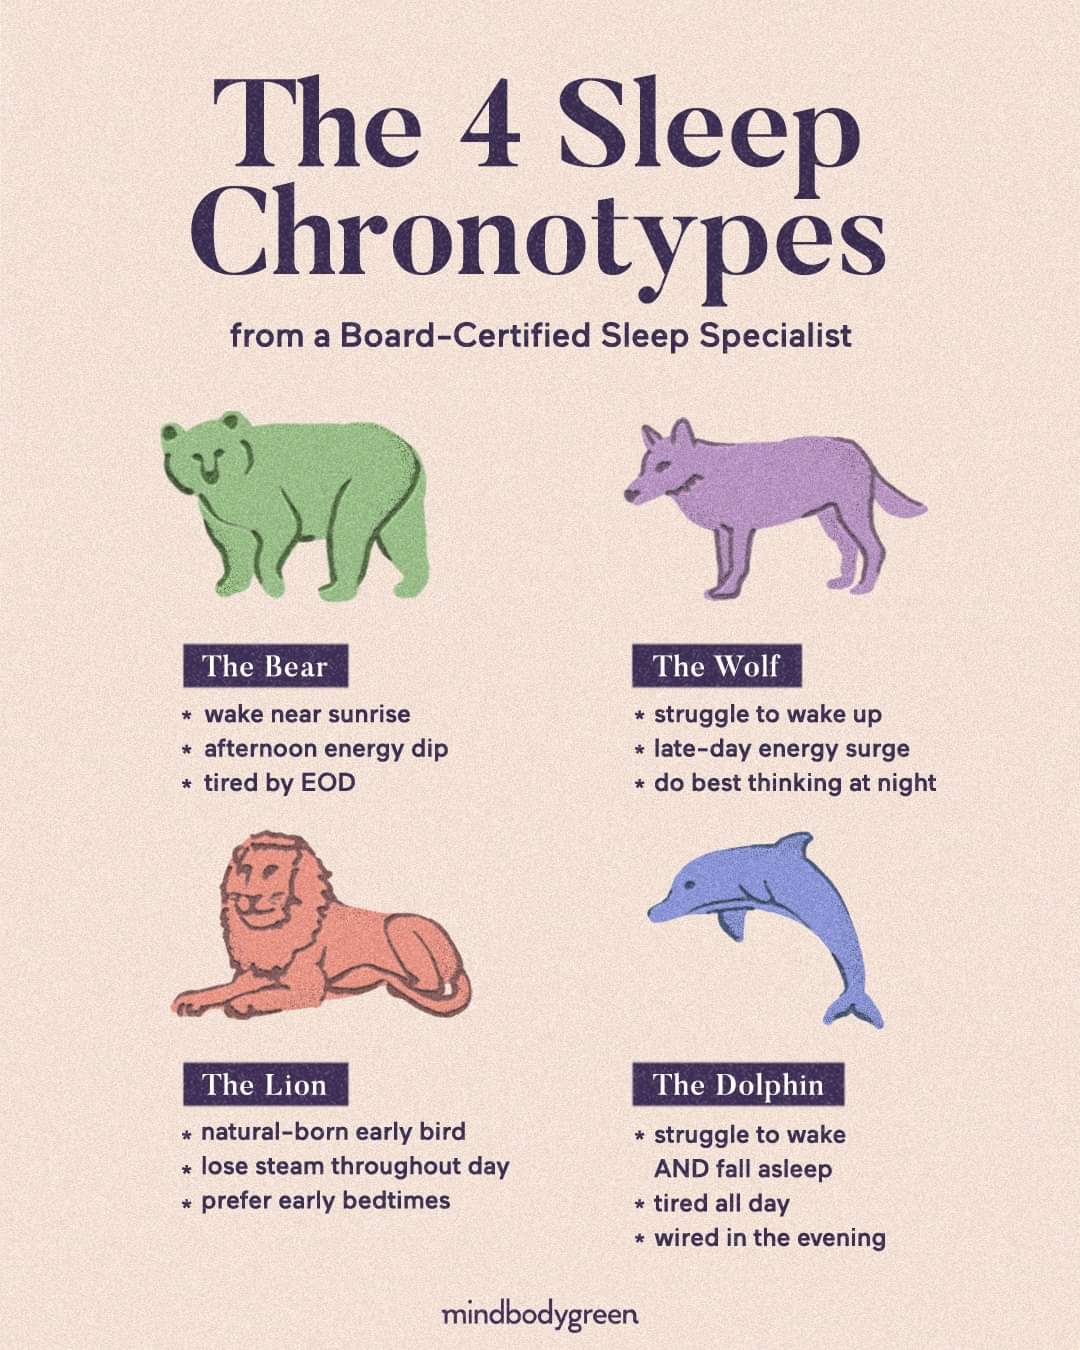 The 4 Sleep
Chronotypes
from a Board-Certified Sleep Specialist
The Bear
* wake near sunrise
* afternoon energy dip
* tired by EOD
The Wolf
* struggle to wake up
* late-day energy surge
* do best thinking at night
The Lion
* natural-born early bird
* lose steam throughout day
* prefer early bedtimes
The Dolphin
* struggle to wake
AND fall asleep
* tired all day
* wired in the evening
mindbodygreen